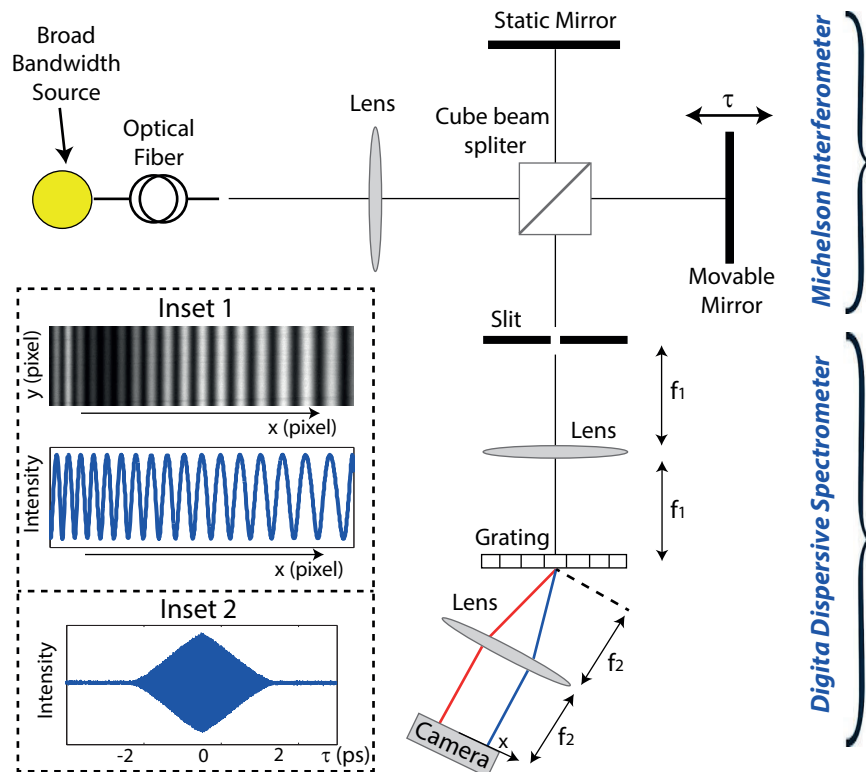 Static Mirror
Broad
Bandwidth
Source
Optical
Fiber
Lens
Cube beam
spliter
τ
Movable
Mirror
Michelson Interferometer
Inset 1
y (pixel)
x (pixel)
Intensity
x (pixel)
Slit
f1
Lens
f1
Grating
Lens
f2
f2
Camera
x
Digita Dispersive Spectrometer
Inset 2
Intensity
-2 0 2 τ (ps)